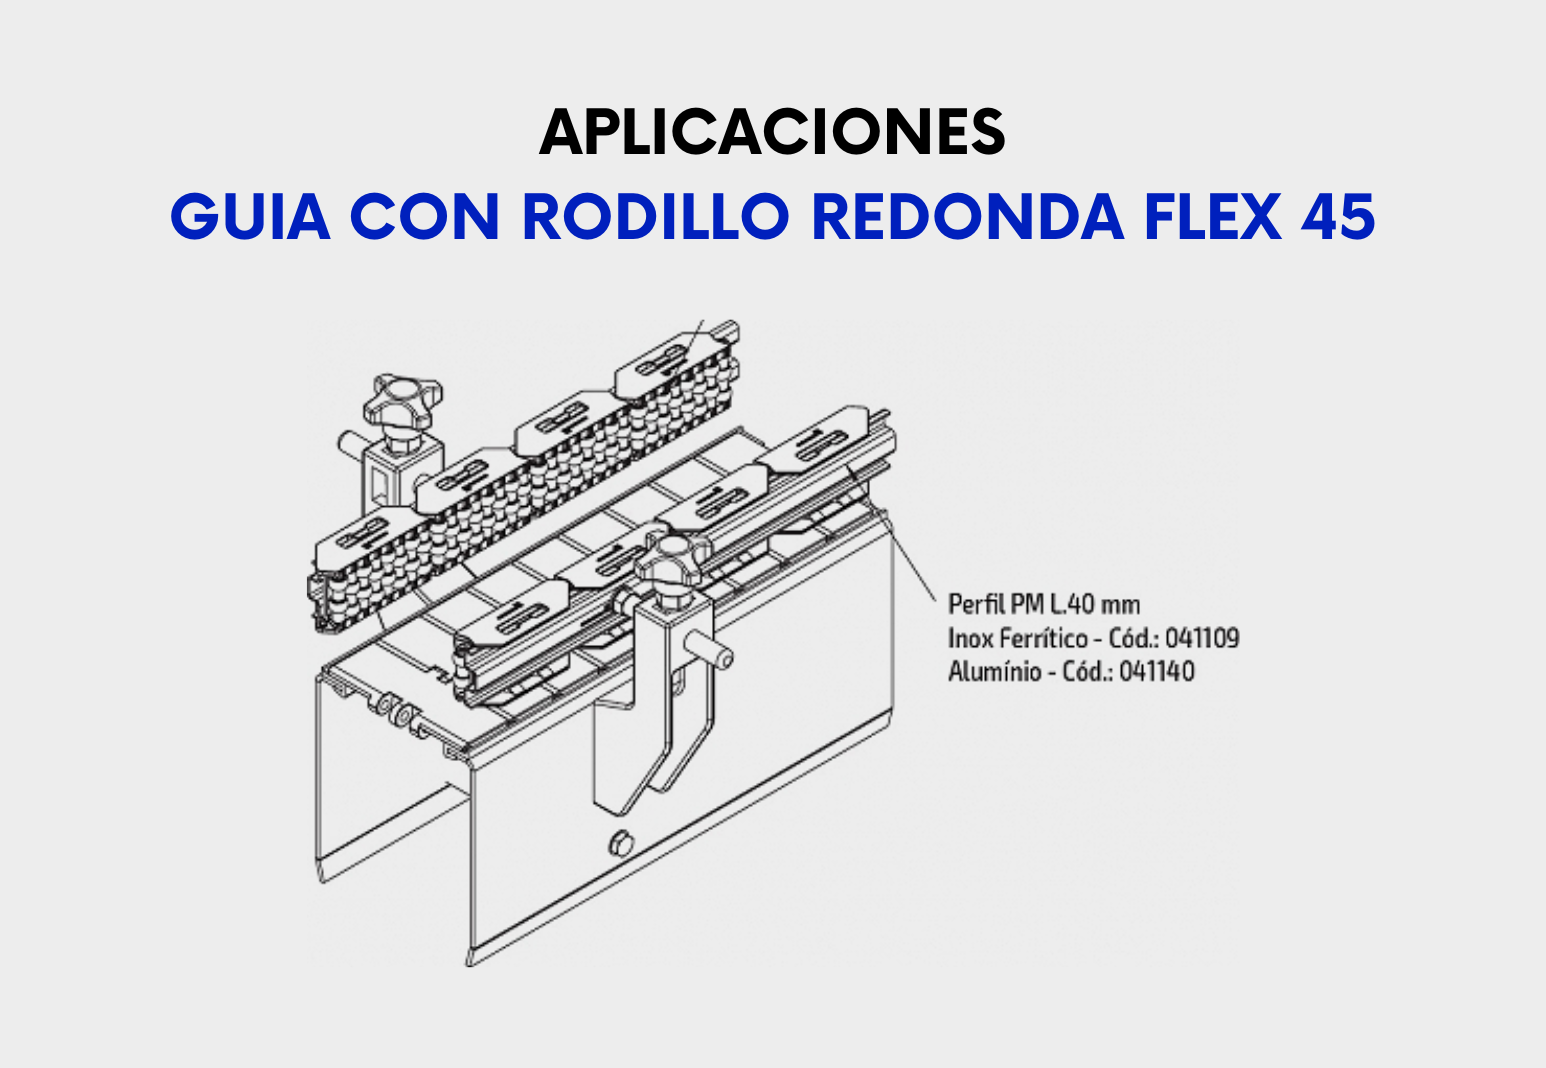 APLICACIONES
GUIA CON RODILLO REDONDA FLEX 45
Perfil PM L.40 mm
Inox Ferrítico - Cód.: 041109
Alumínio - Cód.: 041140